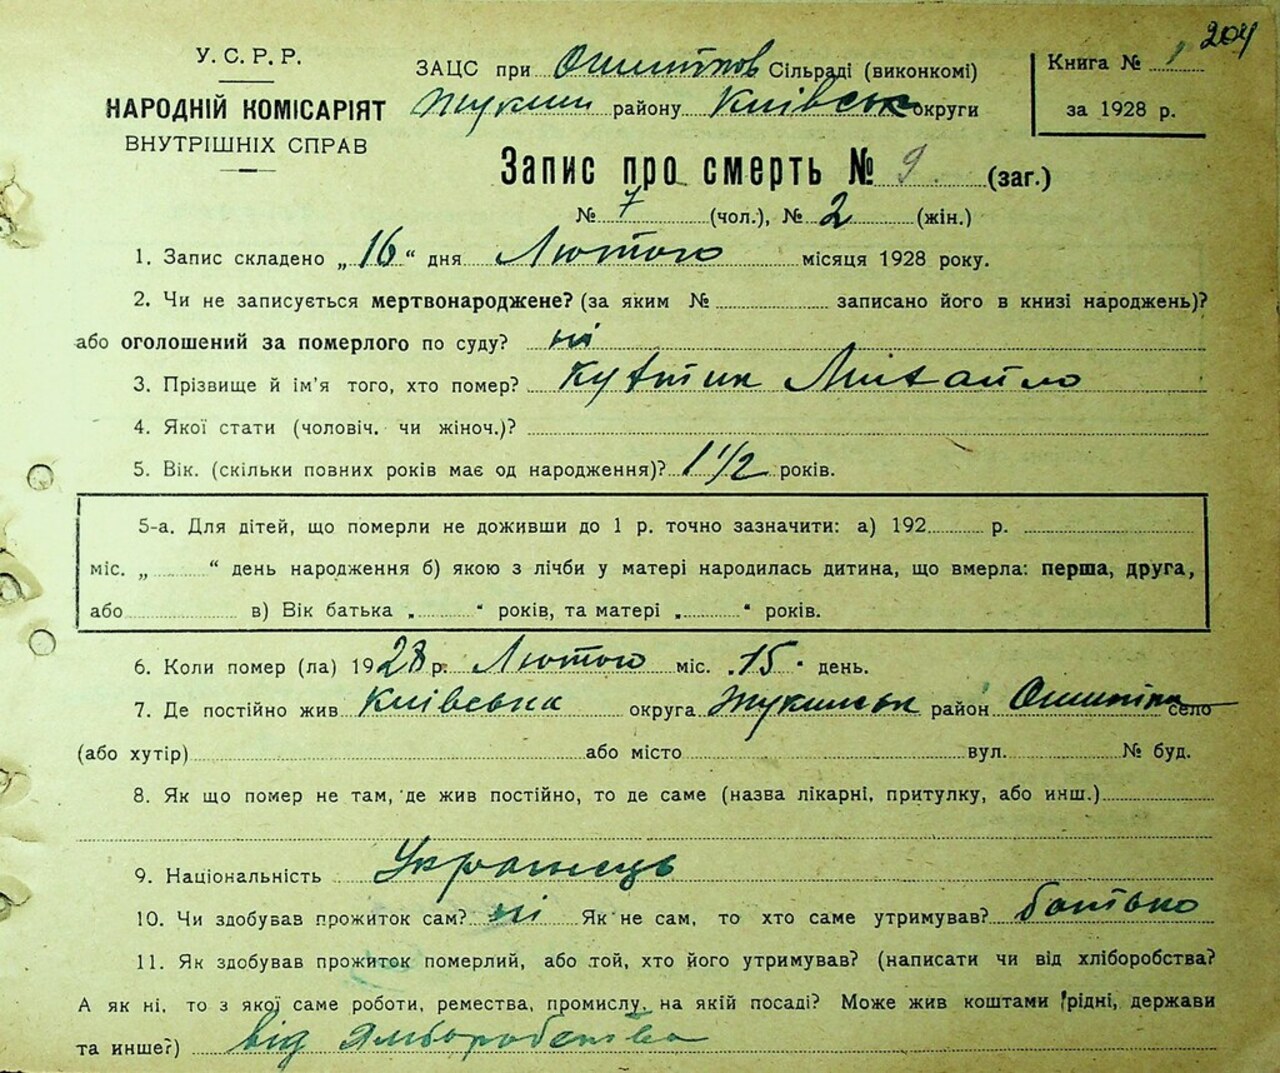 204
У. С. Р. Р.
НАРОДНІЙ КОМІСАРІЯТ
ВНУТРІШНІХ СПРАВ
ЗАЦС при Ошитків Сільраді (виконкомі)
району Київськ округи
Книга № 1
за 1928 р.
Запис про смерть № 9 (заг.)
№ 7 (чол.), № 2 (жін.)
1. Запис складено „16“ дня Лютого місяця 1928 року.
2. Чи не записується мертвонароджене? (за яким № записано його в книзі народжень)?
або оголошений за померлого по суду? ні
3. Прізвище й ім'я того, хто помер? Михайло
4. Якої стати (чоловіч. чи жіноч.)?
5. Вік. (скільки повних років має од народження)? 1 1/2 років.
5-а. Для дітей, що померли не доживши до 1 р. точно зазначити: а) 192 р.
міс. „ “ день народження б) якою з лічби у матері народилась дитина, що вмерла: перша, друга,
або в) Вік батька „ “ років, та матері „ “ років.
6. Коли помер (ла) 1928 р. Лютого міс. „15“ день.
7. Де постійно жив Київська округа район село
(або хутір) або місто вул. № буд.
8. Як що помер не там, де жив постійно, то де саме (назва лікарні, притулку, або инш.)
9. Національність Українець
10. Чи здобував прожиток сам? ні Як не сам, то хто саме утримував? батько
11. Як здобував прожиток померлий, або той, хто його утримував? (написати чи від хліборобства?
А як ні, то з якої саме роботи, ремества, промислу, на якій посаді? Може жив коштами рідні, держави
та инше?) від хліборобства